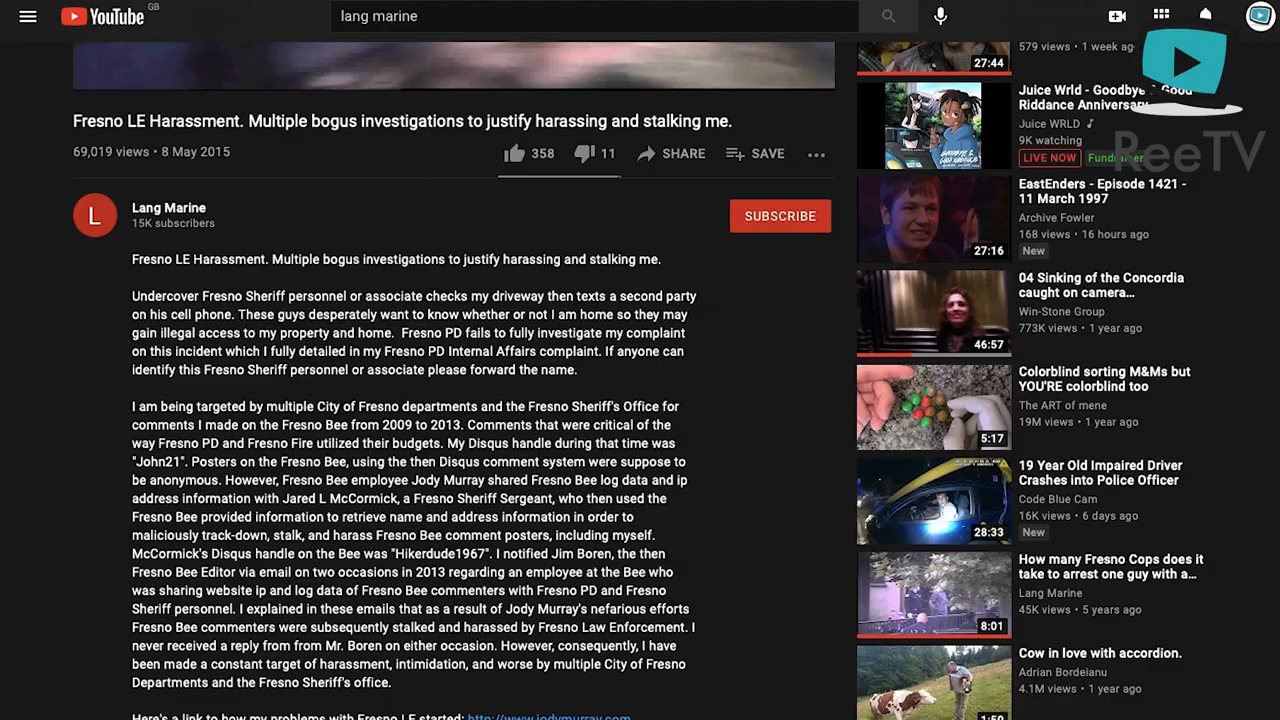 YouTube GB
lang marine
Fresno LE Harassment. Multiple bogus investigations to justify harassing and stalking me.
69,019 views • 8 May 2015
358
11
SHARE
SAVE
L
Lang Marine
15K subscribers
SUBSCRIBE
Fresno LE Harassment. Multiple bogus investigations to justify harassing and stalking me.
Undercover Fresno Sheriff personnel or associate checks my driveway then texts a second party
on his cell phone. These guys desperately want to know whether or not I am home so they may
gain illegal access to my property and home. Fresno PD fails to fully investigate my complaint
on this incident which I fully detailed in my Fresno PD Internal Affairs complaint. If anyone can
identify this Fresno Sheriff personnel or associate please forward the name.
I am being targeted by multiple City of Fresno departments and the Fresno Sheriff's Office for
comments I made on the Fresno Bee from 2009 to 2013. Comments that were critical of the
way Fresno PD and Fresno Fire utilized their budgets. My Disqus handle during that time was
"John21". Posters on the Fresno Bee, using the then Disqus comment system were suppose to
be anonymous. However, Fresno Bee employee Jody Murray shared Fresno Bee log data and ip
address information with Jared L McCormick, a Fresno Sheriff Sergeant, who then used the
Fresno Bee provided information to retrieve name and address information in order to
maliciously track-down, stalk, and harass Fresno Bee comment posters, including myself.
McCormick's Disqus handle on the Bee was "Hikerdude1967". I notified Jim Boren, the then
Fresno Bee Editor via email on two occasions in 2013 regarding an employee at the Bee who
was sharing website ip and log data of Fresno Bee commenters with Fresno PD and Fresno
Sheriff personnel. I explained in these emails that as a result of Jody Murray's nefarious efforts
Fresno Bee commenters were subsequently stalked and harassed by Fresno Law Enforcement. I
never received a reply from from Mr. Boren on either occasion. However, consequently, I have
been made a constant target of harassment, intimidation, and worse by multiple City of Fresno
Departments and the Fresno Sheriff's office.
Here's a link to how my problems with Fresno LE started: http://www.jodymurray.com
27:44
579 views • 1 week ag
Juice Wrld - Goodbye & Good
Riddance Anniversary
Juice WRLD
9K watching
LIVE NOW
Fundraiser
ReeTV
27:16
EastEnders - Episode 1421 -
11 March 1997
Archive Fowler
168 views • 16 hours ago
New
46:57
04 Sinking of the Concordia
caught on camera...
Win-Stone Group
773K views • 1 year ago
5:17
Colorblind sorting M&Ms but
YOU'RE colorblind too
The ART of mene
19M views • 1 year ago
28:33
19 Year Old Impaired Driver
Crashes into Police Officer
Code Blue Cam
16K views • 6 days ago
New
8:01
How many Fresno Cops does it
take to arrest one guy with a...
Lang Marine
45K views • 5 years ago
1:50
Cow in love with accordion.
Adrian Bordeianu
4.1M views • 1 year ago